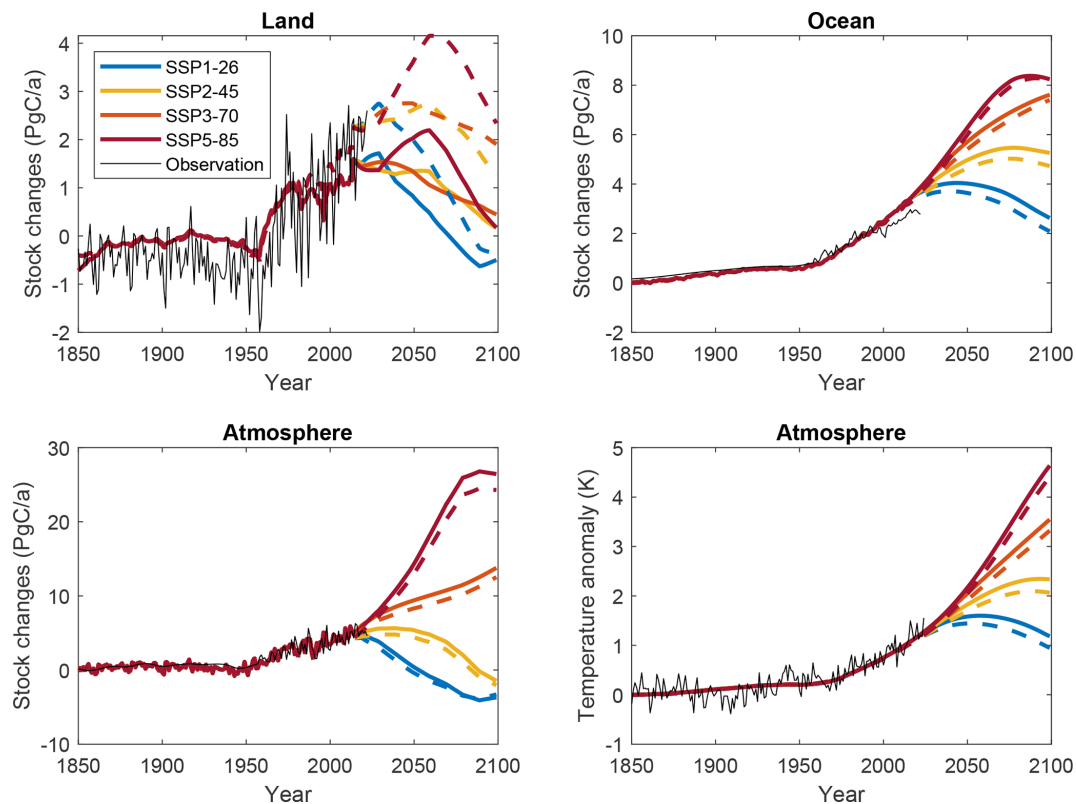 Land
Stock changes (PgC/a)
4
3
2
1
0
-1
-2
SSP1-26
SSP2-45
SSP3-70
SSP5-85
Observation
1850 1900 1950 2000 2050 2100
Year
Ocean
Stock changes (PgC/a)
10
8
6
4
2
0
-2
1850 1900 1950 2000 2050 2100
Year
Atmosphere
Stock changes (PgC/a)
30
20
10
0
-10
1850 1900 1950 2000 2050 2100
Year
Atmosphere
Temperature anomaly (K)
5
4
3
2
1
0
-1
1850 1900 1950 2000 2050 2100
Year